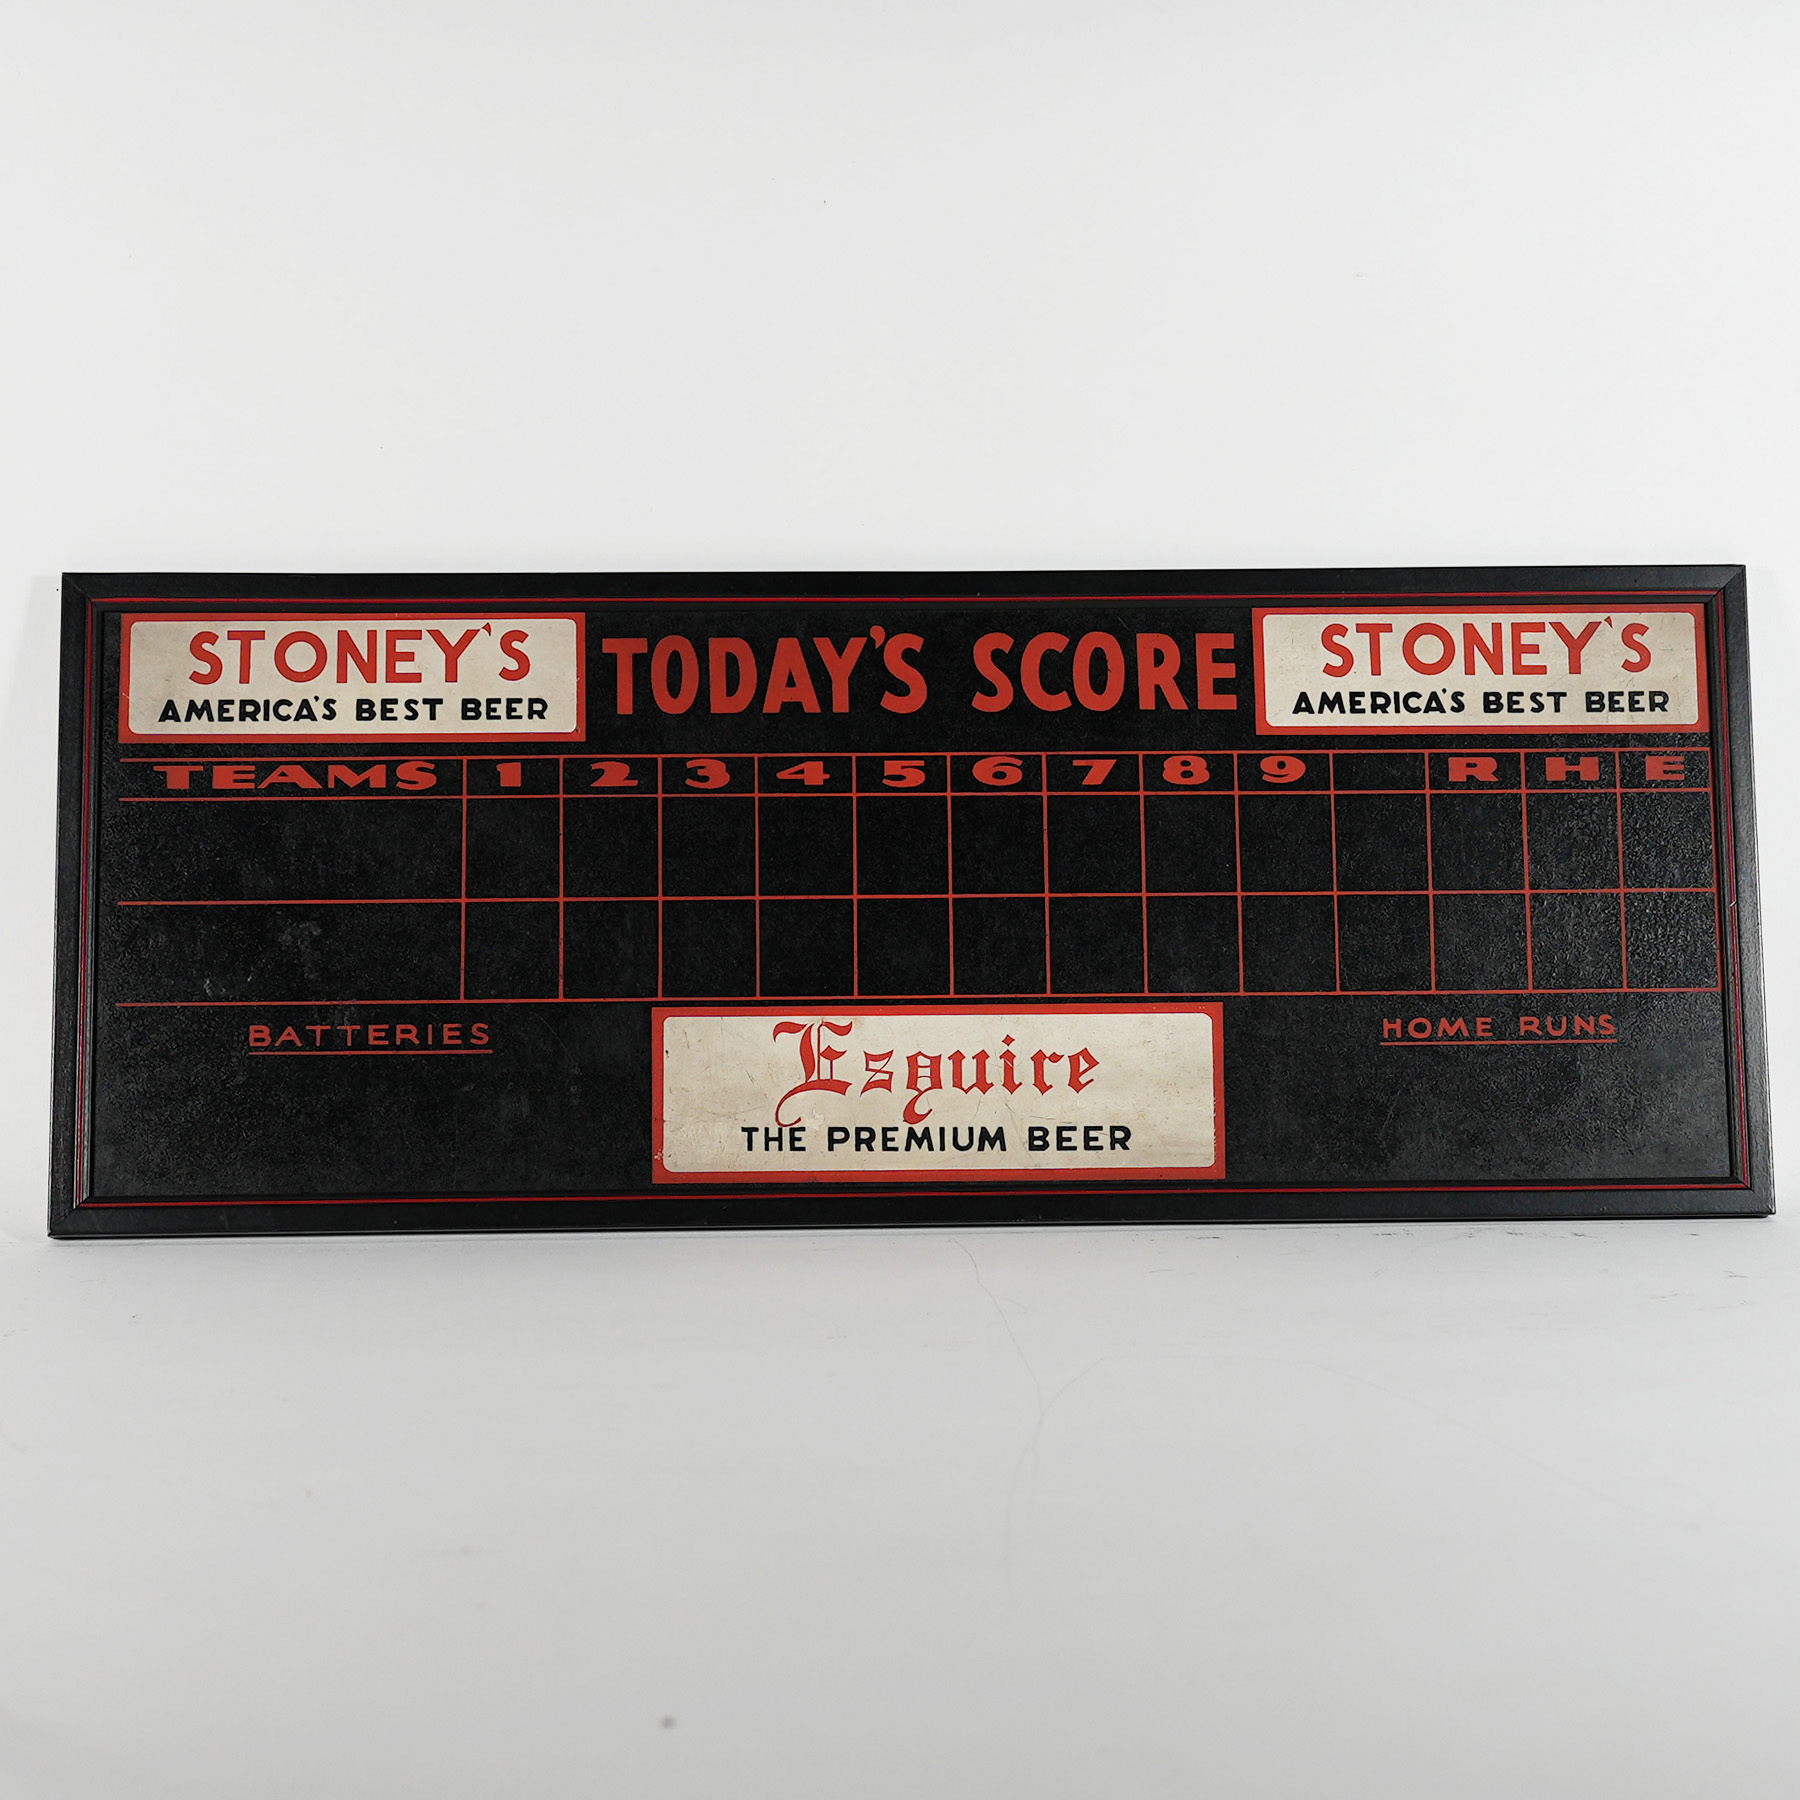 STONEY'S
AMERICA'S BEST BEER
TODAY'S SCORE
STONEY'S
AMERICA'S BEST BEER
TEAMS 1 2 3 4 5 6 7 8 9 R H E
BATTERIES
Esquire
THE PREMIUM BEER
HOME RUNS